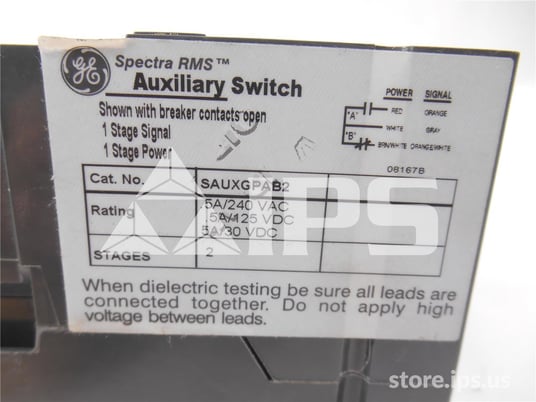 GE Spectra RMS™
Auxiliary Switch
Shown with breaker contacts open
1 Stage Signal
1 Stage Power
POWER SIGNAL
"A" RED ORANGE
WHITE GRAY
"B" BRN/WHITE ORANGE/WHITE
08167B
Cat. No. SAUXGPAB2
Rating .5A/240 VAC
.5A/125 VDC
5A/30 VDC
STAGES 2
When dielectric testing be sure all leads are
connected together. Do not apply high
voltage between leads.
IPS
store.ips.us